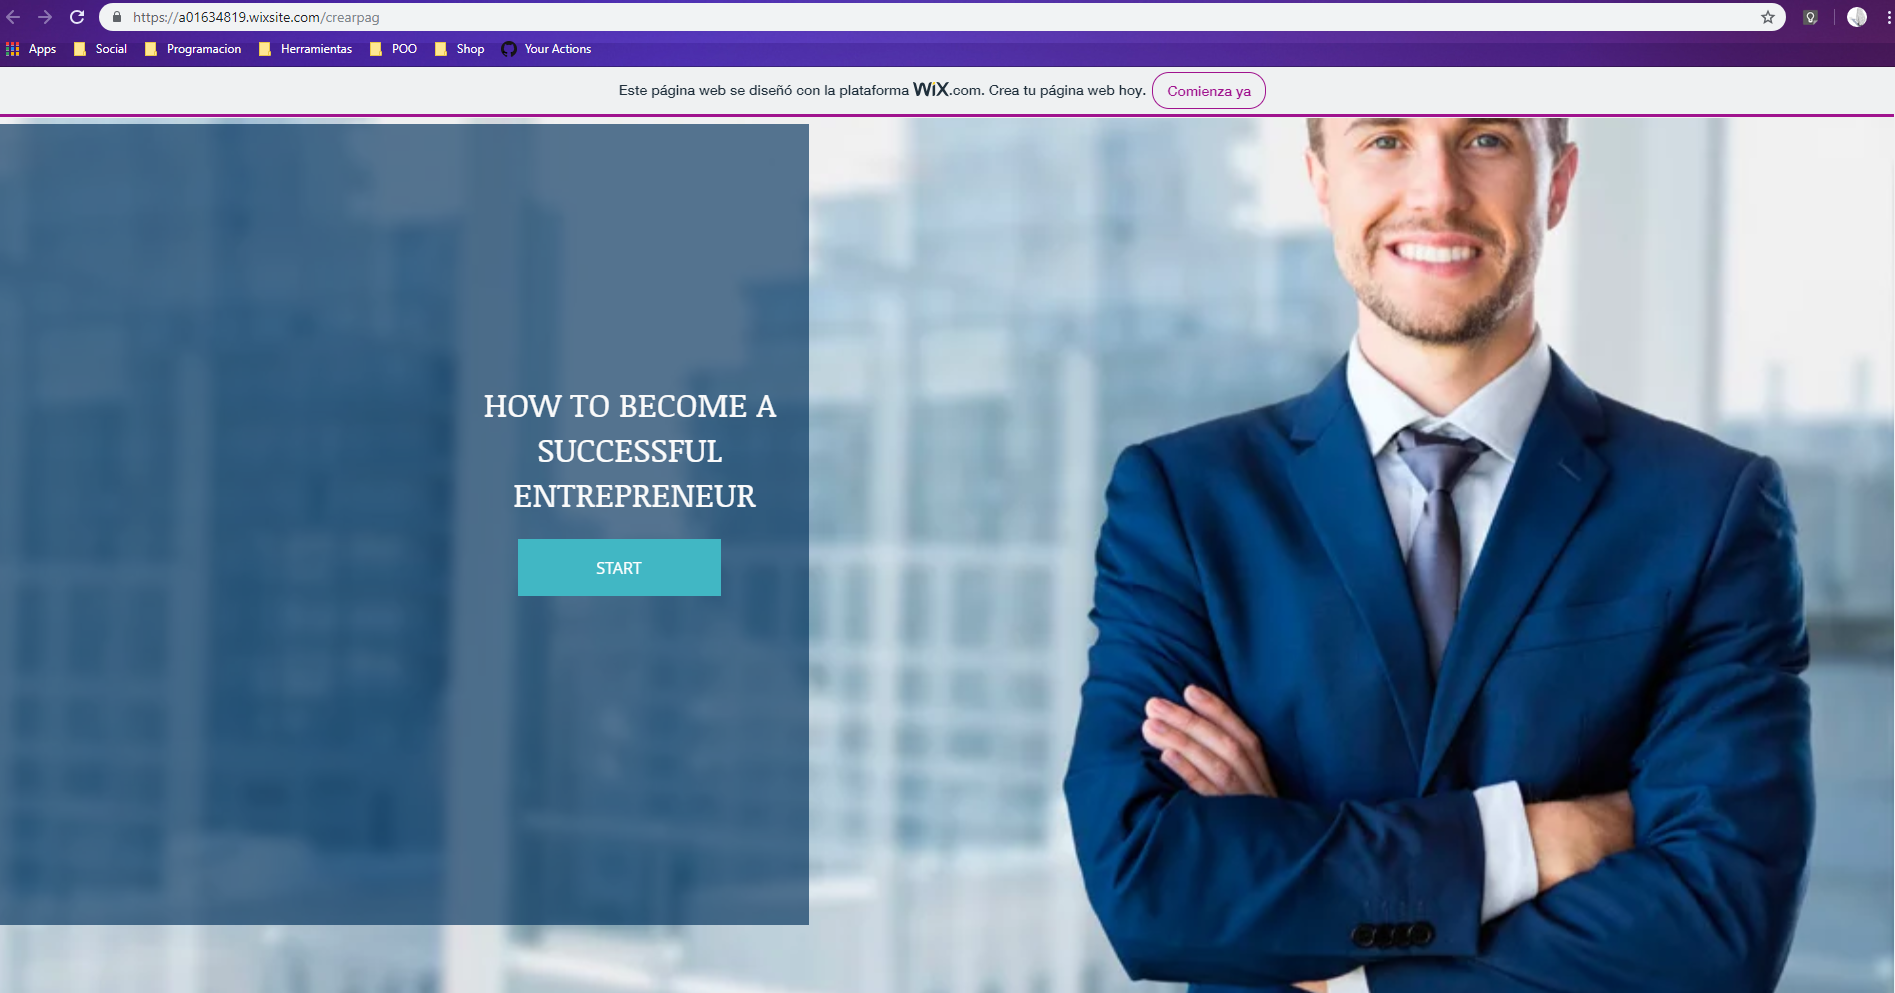 https://a01634819.wixsite.com/crearpag
Apps Social Programacion Herramientas POO Shop Your Actions
Este página web se diseñó con la plataforma WiX.com. Crea tu página web hoy. Comienza ya
HOW TO BECOME A
SUCCESSFUL
ENTREPRENEUR
START